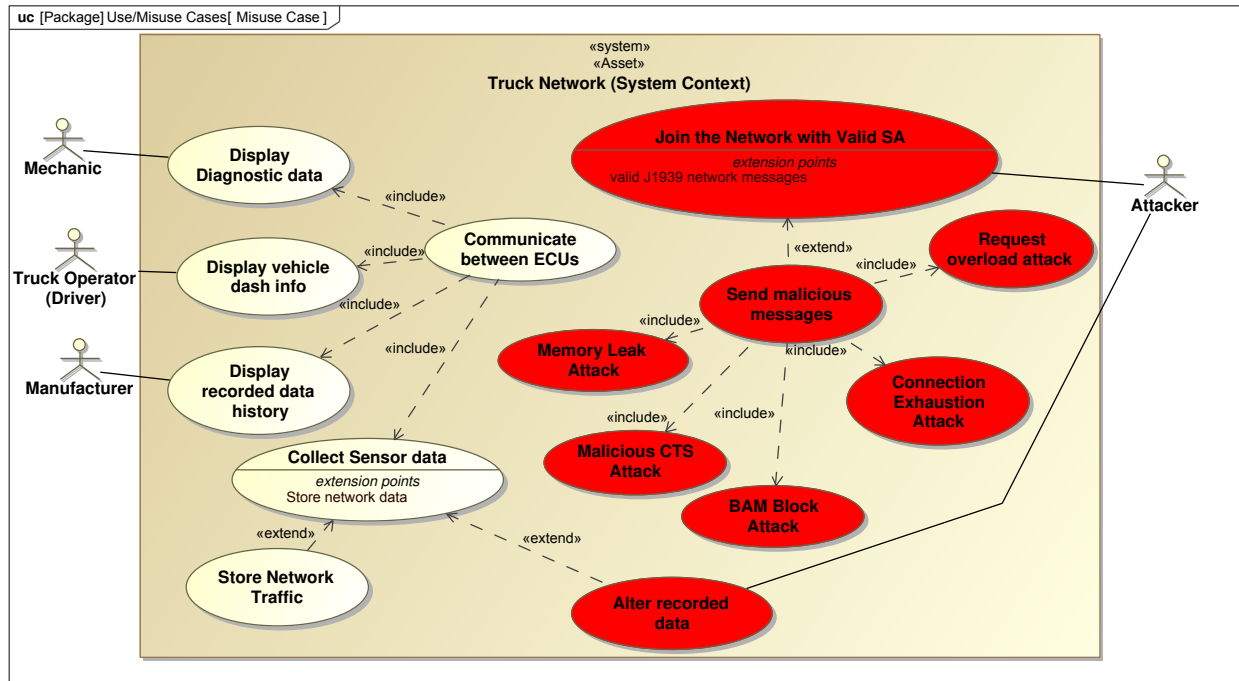 uc [Package] Use/Misuse Cases[ Misuse Case ]
«system»
«Asset»
Truck Network (System Context)
Mechanic
Display
Diagnostic data
Join the Network with Valid SA
extension points
valid J1939 network messages
Attacker
«include»
Truck Operator
(Driver)
Display vehicle
dash info
«include»
Communicate
between ECUs
«extend»
Request
overload attack
«include»
Send malicious
messages
Manufacturer
Display
recorded data
history
«include»
«include»
«include»
Memory Leak
Attack
«include»
Connection
Exhaustion
Attack
«include»
«include»
Malicious CTS
Attack
BAM Block
Attack
Collect Sensor data
extension points
Store network data
«extend»
Store Network
Traffic
«extend»
Alter recorded
data